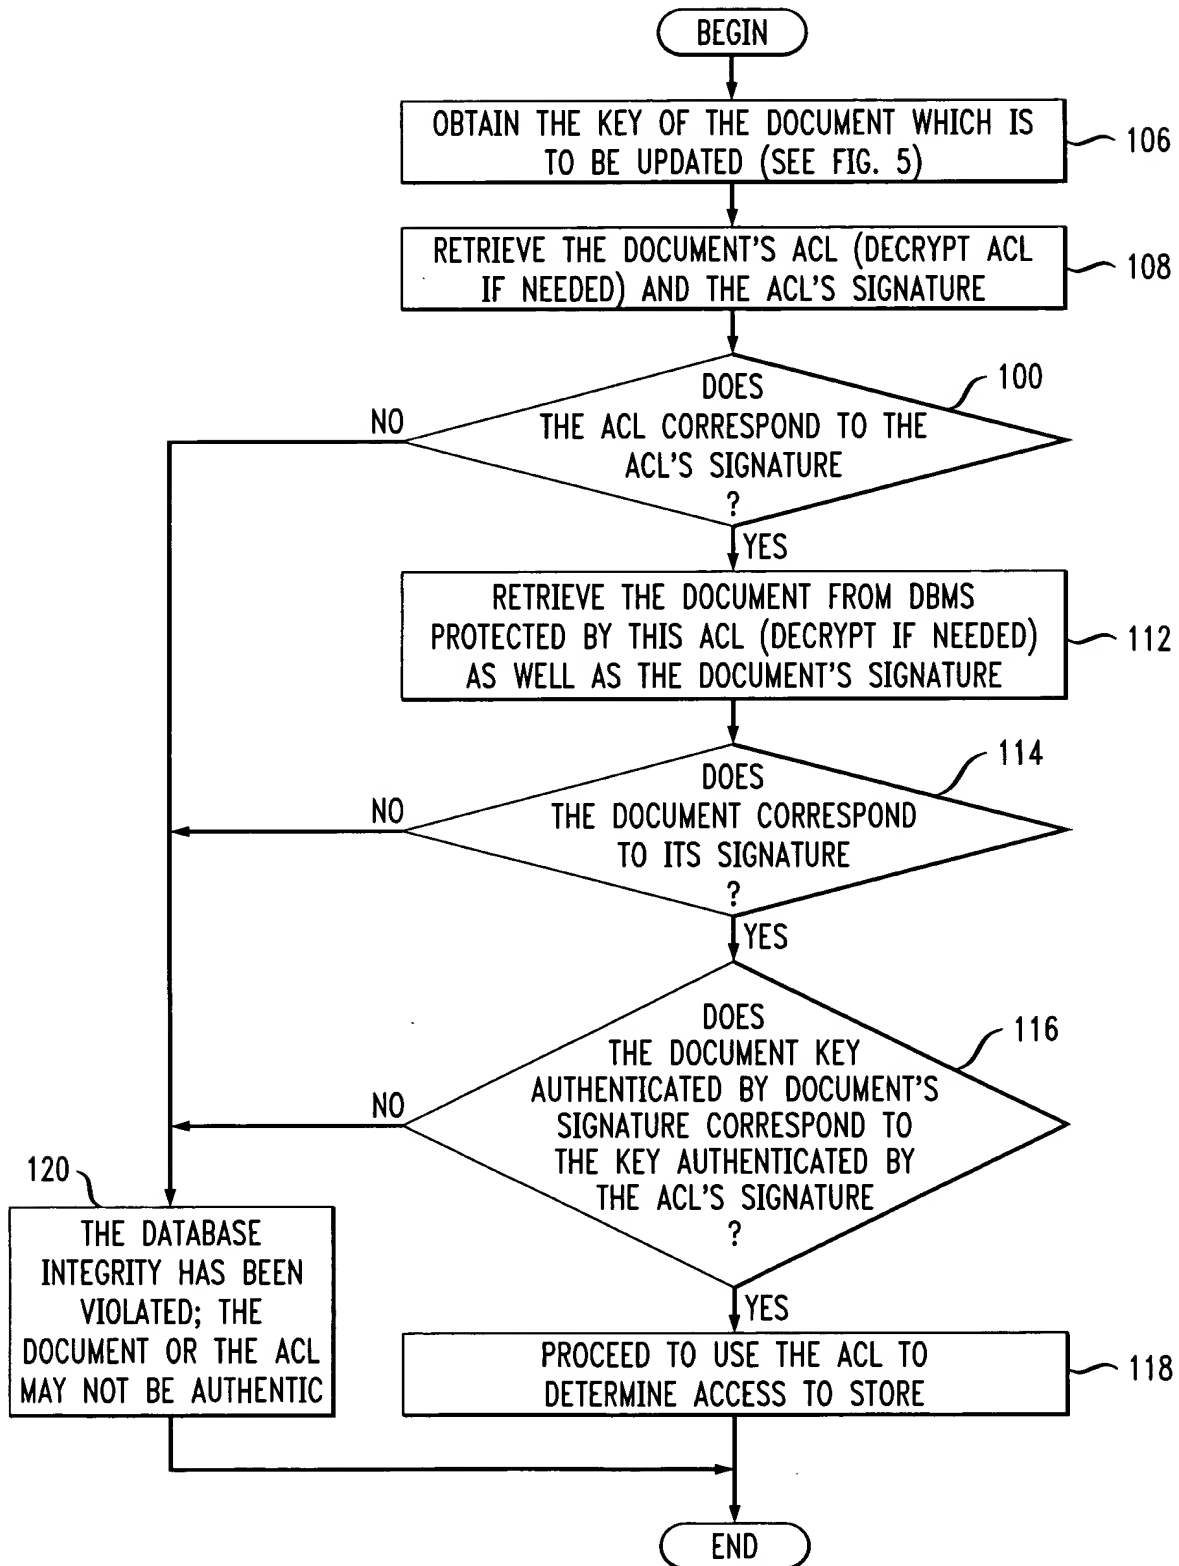 BEGIN
OBTAIN THE KEY OF THE DOCUMENT WHICH IS
TO BE UPDATED (SEE FIG. 5)
106
RETRIEVE THE DOCUMENT'S ACL (DECRYPT ACL
IF NEEDED) AND THE ACL'S SIGNATURE
108
DOES
THE ACL CORRESPOND TO THE
ACL'S SIGNATURE
?
100
NO
YES
RETRIEVE THE DOCUMENT FROM DBMS
PROTECTED BY THIS ACL (DECRYPT IF NEEDED)
AS WELL AS THE DOCUMENT'S SIGNATURE
112
DOES
THE DOCUMENT CORRESPOND
TO ITS SIGNATURE
?
114
NO
YES
DOES
THE DOCUMENT KEY
AUTHENTICATED BY DOCUMENT'S
SIGNATURE CORRESPOND TO
THE KEY AUTHENTICATED BY
THE ACL'S SIGNATURE
?
116
NO
YES
120
THE DATABASE
INTEGRITY HAS BEEN
VIOLATED; THE
DOCUMENT OR THE ACL
MAY NOT BE AUTHENTIC
PROCEED TO USE THE ACL TO
DETERMINE ACCESS TO STORE
118
END